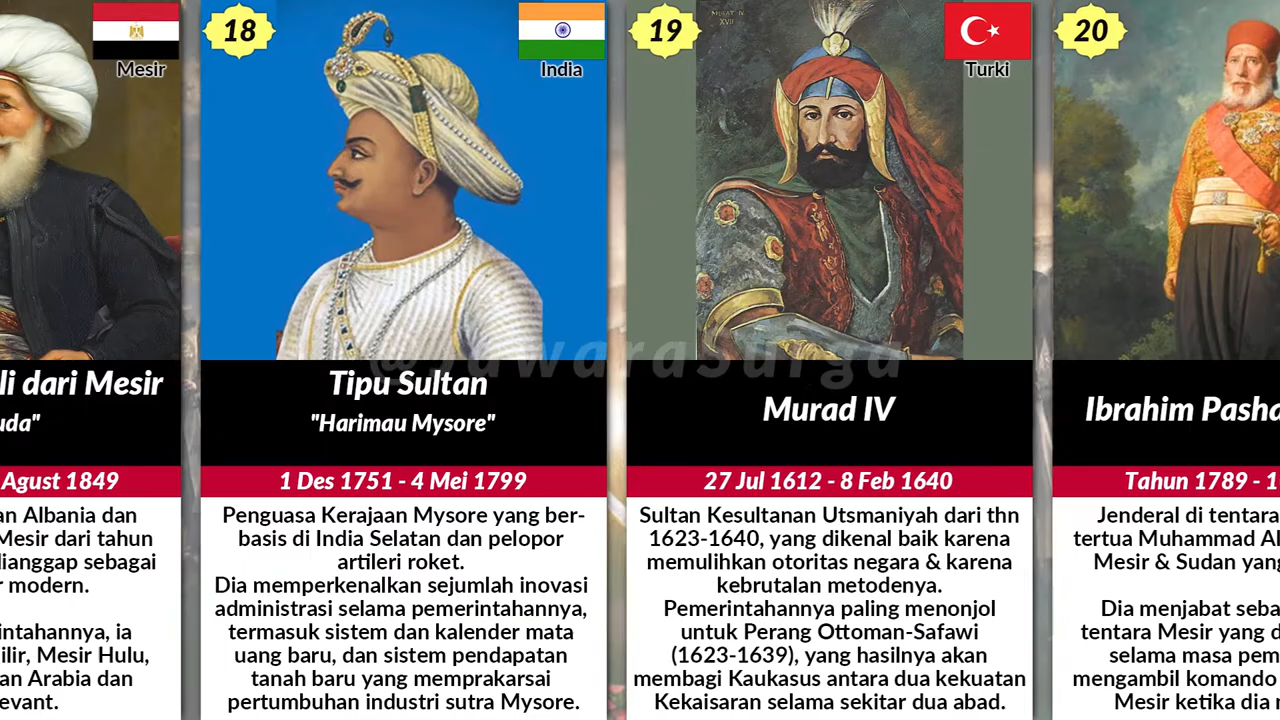 Mesir
li dari Mesir
uda"
Agust 1849
an Albania dan
Mesir dari tahun
lianggap sebagai
r modern.
intahannya, ia
ilir, Mesir Hulu,
an Arabia dan
evant.
18
India
Tipu Sultan
"Harimau Mysore"
1 Des 1751 - 4 Mei 1799
Penguasa Kerajaan Mysore yang ber-
basis di India Selatan dan pelopor
artileri roket.
Dia memperkenalkan sejumlah inovasi
administrasi selama pemerintahannya,
termasuk sistem dan kalender mata
uang baru, dan sistem pendapatan
tanah baru yang memprakarsai
pertumbuhan industri sutra Mysore.
19
MURAT IV
XVII
Turki
Murad IV
27 Jul 1612 - 8 Feb 1640
Sultan Kesultanan Utsmaniyah dari thn
1623-1640, yang dikenal baik karena
memulihkan otoritas negara & karena
kebrutalan metodenya.
Pemerintahannya paling menonjol
untuk Perang Ottoman-Safawi
(1623-1639), yang hasilnya akan
membagi Kaukasus antara dua kekuatan
Kekaisaran selama sekitar dua abad.
20
Ibrahim Pasha
Tahun 1789 - 1
Jenderal di tentara
tertua Muhammad Al
Mesir & Sudan yang
Dia menjabat seba
tentara Mesir yang d
selama masa pem
mengambil komando
Mesir ketika dia
@JawaraSurga